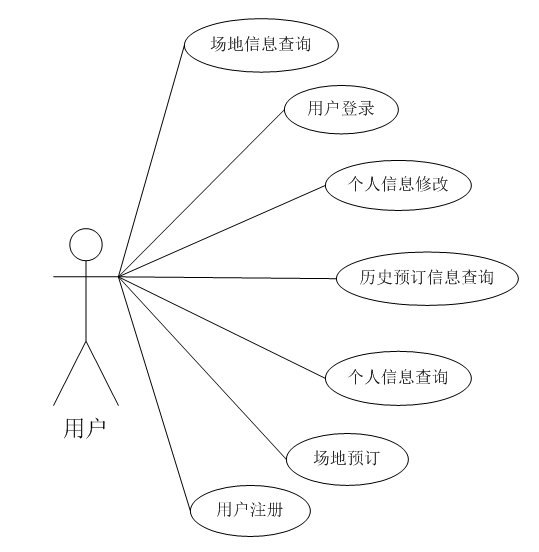 场地信息查询
用户登录
个人信息修改
历史预订信息查询
个人信息查询
用户
场地预订
用户注册